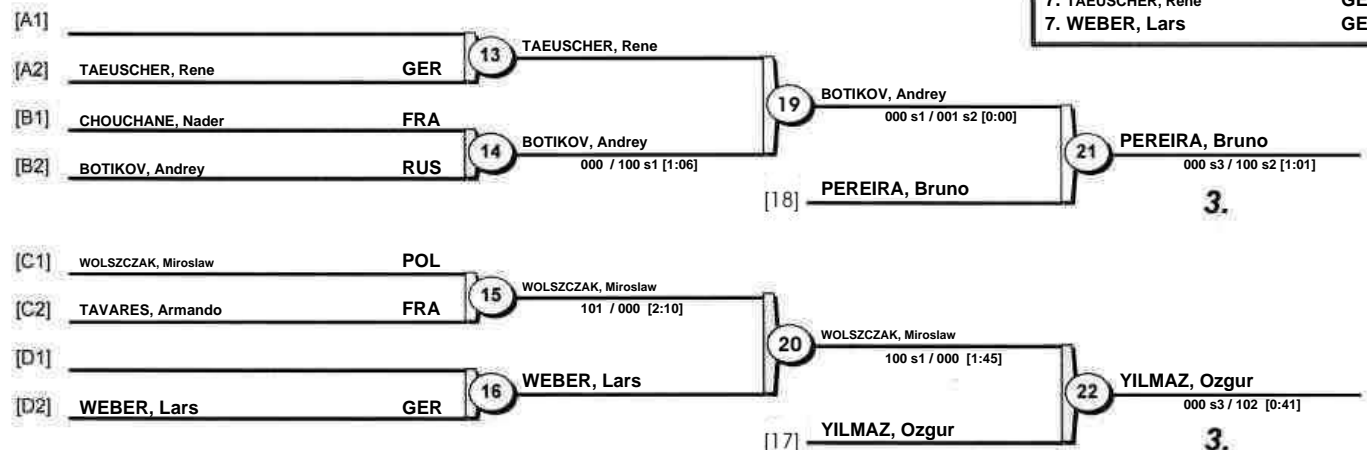 7. TAEUSCHER, Rene GE
7. WEBER, Lars GE
[A1]
13 TAEUSCHER, Rene
[A2] TAEUSCHER, Rene GER
19 BOTIKOV, Andrey
000 s1 / 001 s2 [0:00]
[B1] CHOUCHANE, Nader FRA
14 BOTIKOV, Andrey
000 / 100 s1 [1:06]
[B2] BOTIKOV, Andrey RUS
21 PEREIRA, Bruno
000 s3 / 100 s2 [1:01]
[18] PEREIRA, Bruno
3.
[C1] WOLSZCZAK, Miroslaw POL
15 WOLSZCZAK, Miroslaw
101 / 000 [2:10]
[C2] TAVARES, Armando FRA
20 WOLSZCZAK, Miroslaw
100 s1 / 000 [1:45]
[D1]
16 WEBER, Lars
[D2] WEBER, Lars GER
22 YILMAZ, Ozgur
000 s3 / 102 [0:41]
[17] YILMAZ, Ozgur
3.